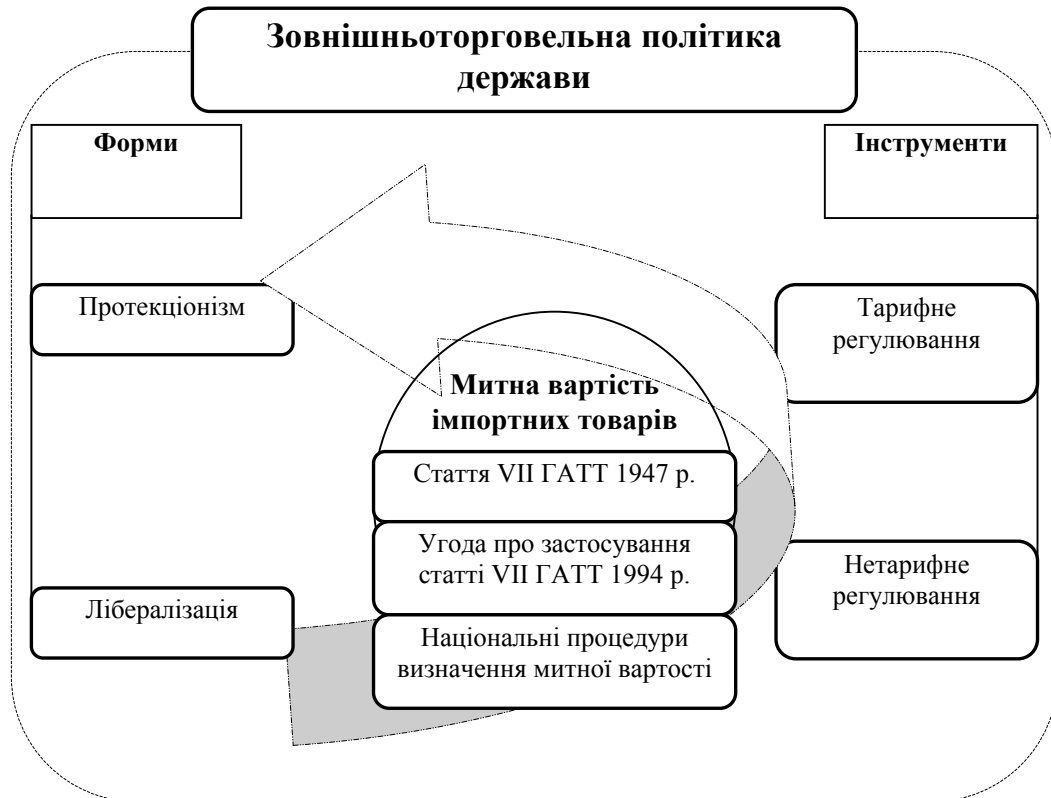 Зовнішньоторговельна політика
держави
Форми
Інструменти
Протекціонізм
Тарифне
регулювання
Митна вартість
імпортних товарів
Стаття VII ГАТТ 1947 р.
Угода про застосування
статті VII ГАТТ 1994 р.
Нетарифне
регулювання
Лібералізація
Національні процедури
визначення митної вартості